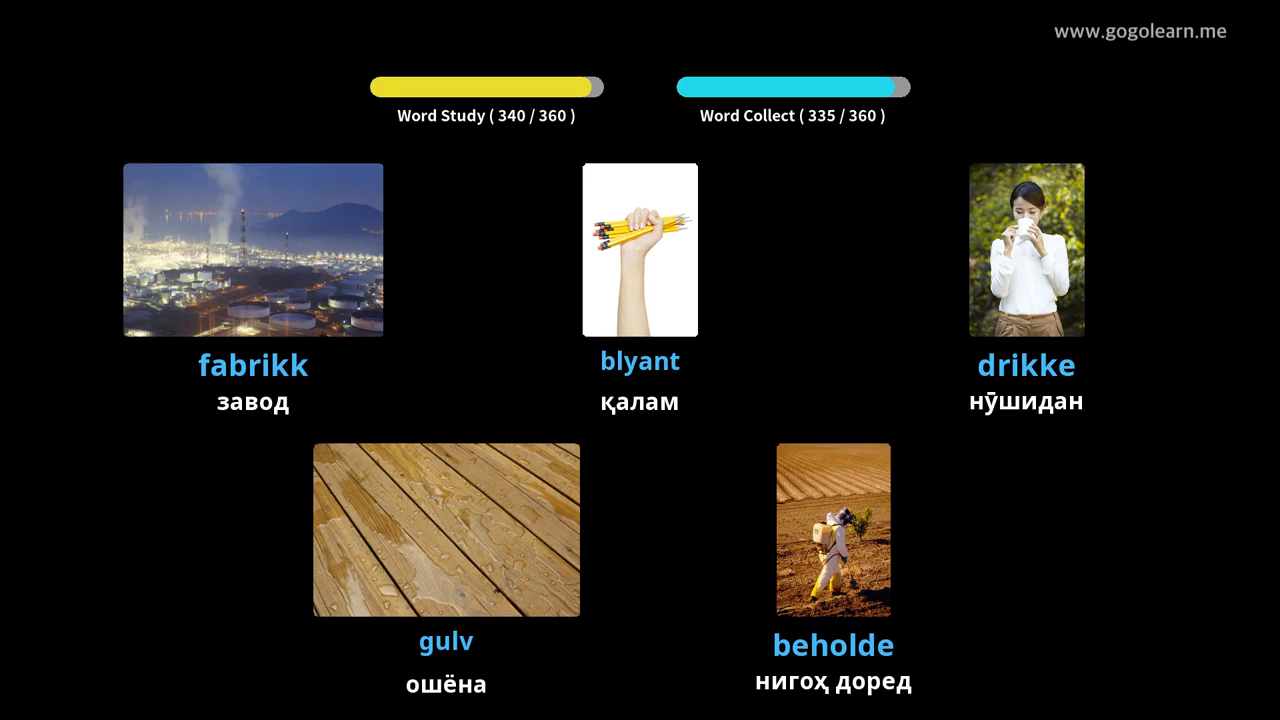 www.gogolearn.me
Word Study ( 340 / 360 )
Word Collect ( 335 / 360 )
fabrikk
завод
blyant
қалам
drikke
нӯшидан
gulv
ошёна
beholde
нигоҳ доред